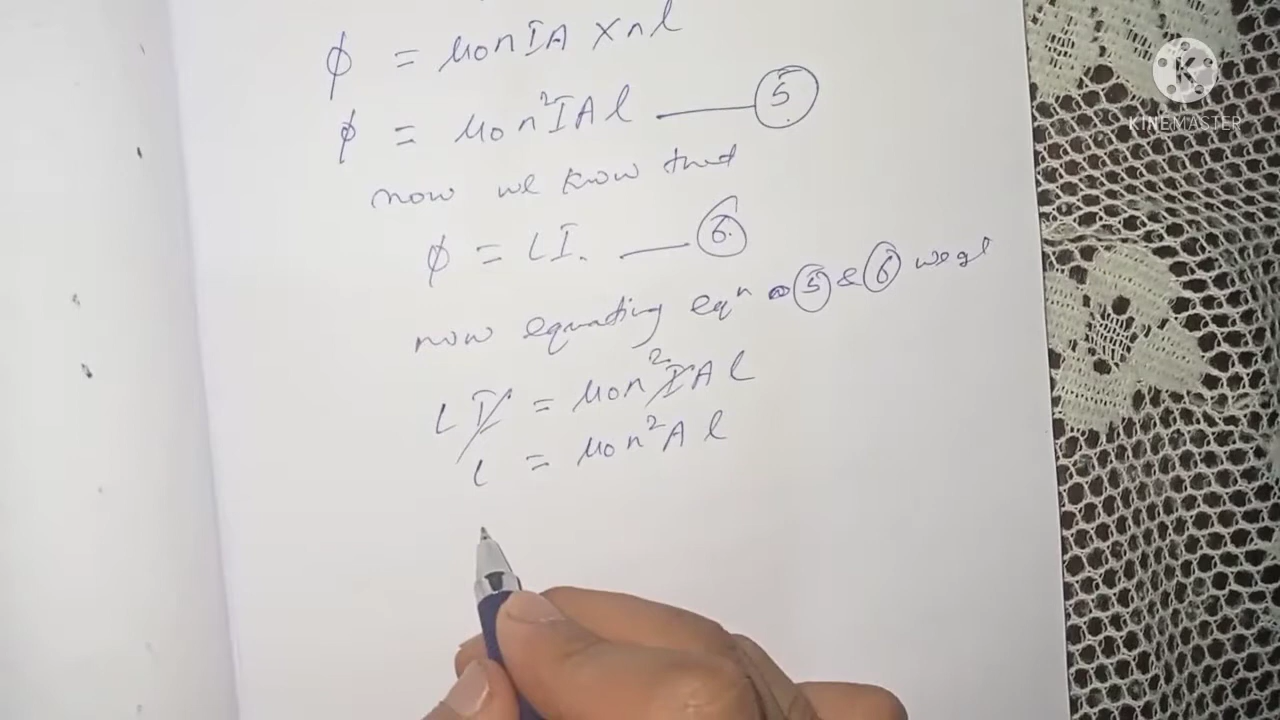 ϕ = μ₀nIA × nl
K
KINEMASTER
ϕ = μ₀n²IAl —— ⑤
now we know that
ϕ = LI. —— ⑥
now equating eqⁿ ⑤ & ⑥ we get
LI = μ₀n²IAl
L = μ₀n²Al